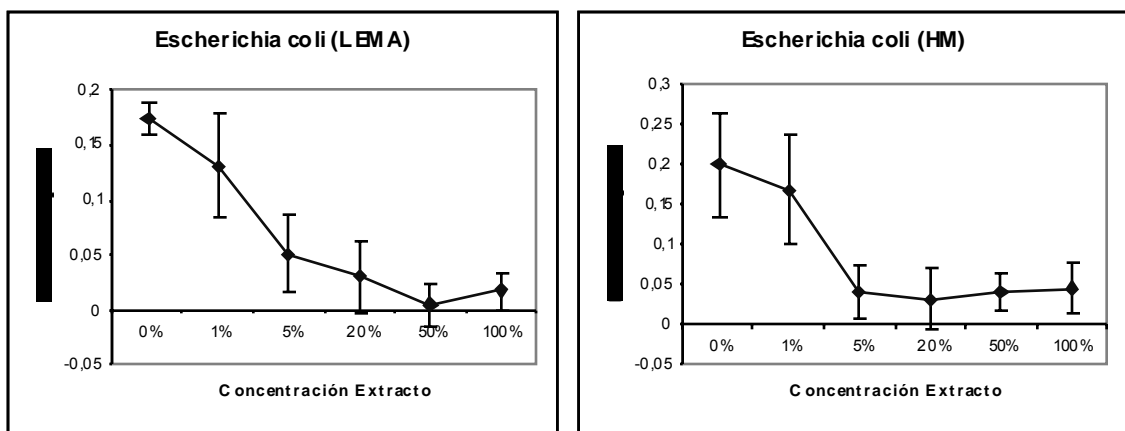 Escherichia coli (LEMA)
0,2
0,15
0,1
0,05
0
-0,05
0% 1% 5% 20% 50% 100%
Concentración Extracto
Escherichia coli (HM)
0,3
0,25
0,2
0,15
0,1
0,05
0
-0,05
0% 1% 5% 20% 50% 100%
Concentración Extracto